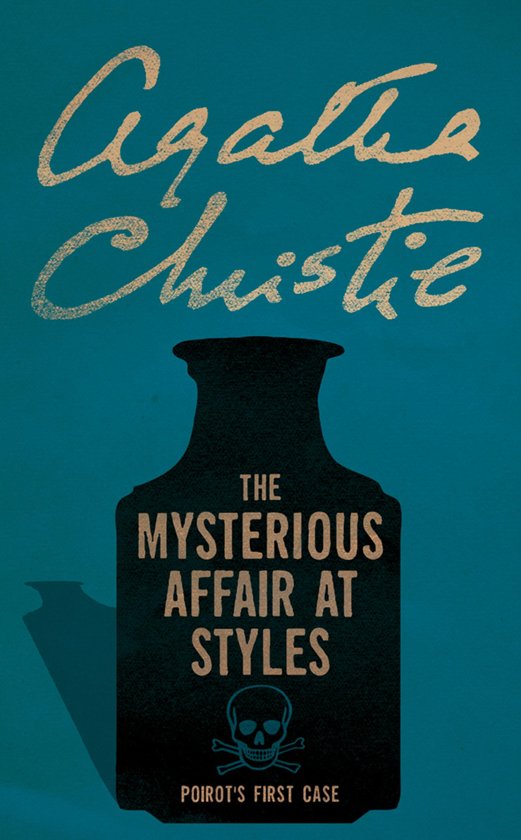 Agatha
Christie
THE
MYSTERIOUS
AFFAIR AT
STYLES
POIROT'S FIRST CASE